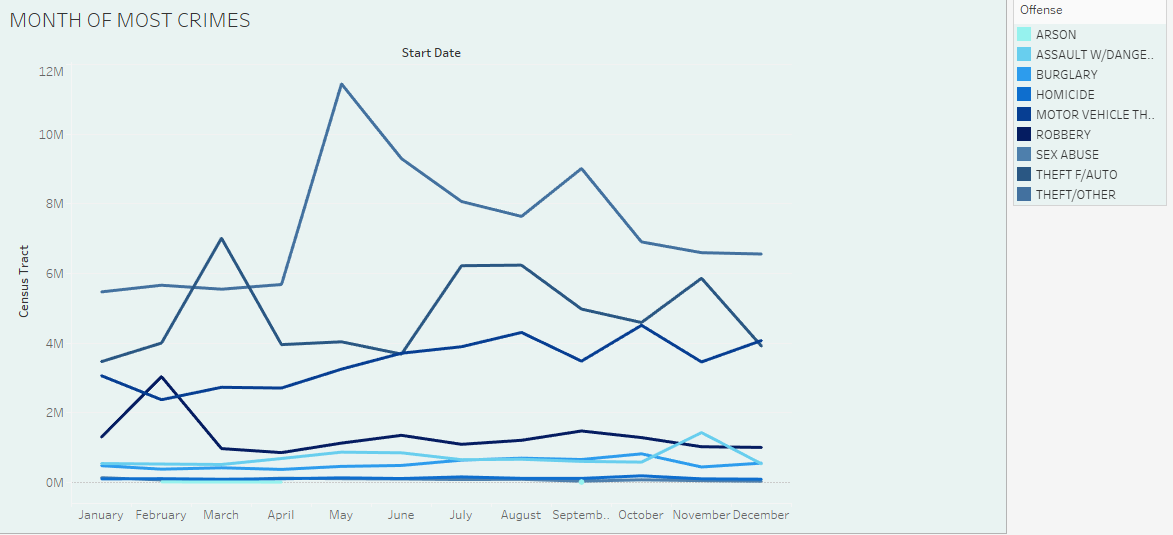 MONTH OF MOST CRIMES
Start Date
Census Tract
12M
10M
8M
6M
4M
2M
0M
January February March April May June July August Septemb.. October November December
Offense
ARSON
ASSAULT W/DANGE..
BURGLARY
HOMICIDE
MOTOR VEHICLE TH..
ROBBERY
SEX ABUSE
THEFT F/AUTO
THEFT/OTHER